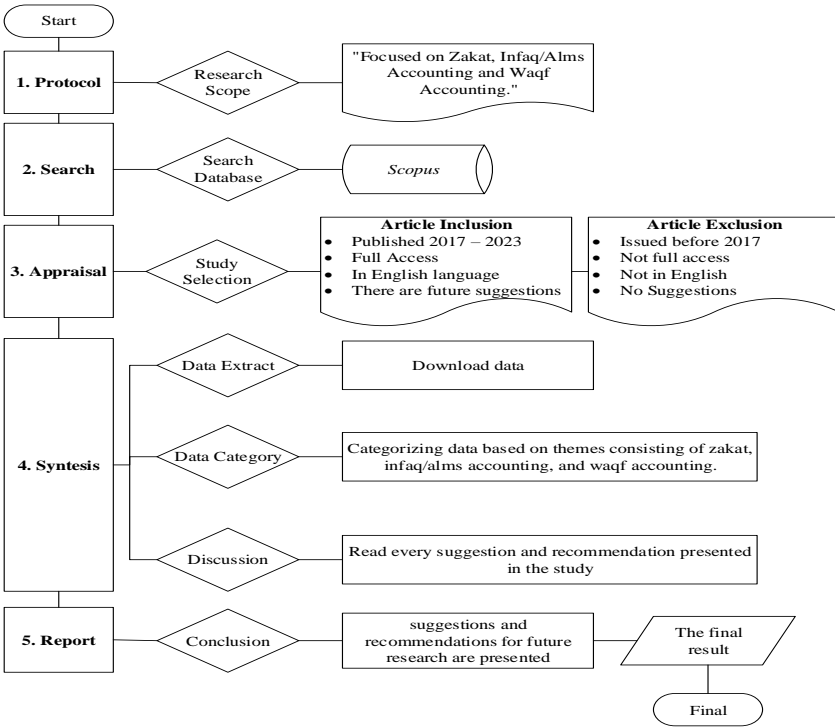 Start
1. Protocol
Research
Scope
"Focused on Zakat, Infaq/Alms
Accounting and Waqf
Accounting."
2. Search
Search
Database
Scopus
3. Appraisal
Study
Selection
Article Inclusion
• Published 2017 – 2023
• Full Access
• In English language
• There are future suggestions
Article Exclusion
• Issued before 2017
• Not full access
• Not in English
• No Suggestions
4. Syntesis
Data Extract
Download data
Data Category
Categorizing data based on themes consisting of zakat,
infaq/alms accounting, and waqf accounting.
Discussion
Read every suggestion and recommendation presented
in the study
5. Report
Conclusion
suggestions and
recommendations for future
research are presented
The final
result
Final